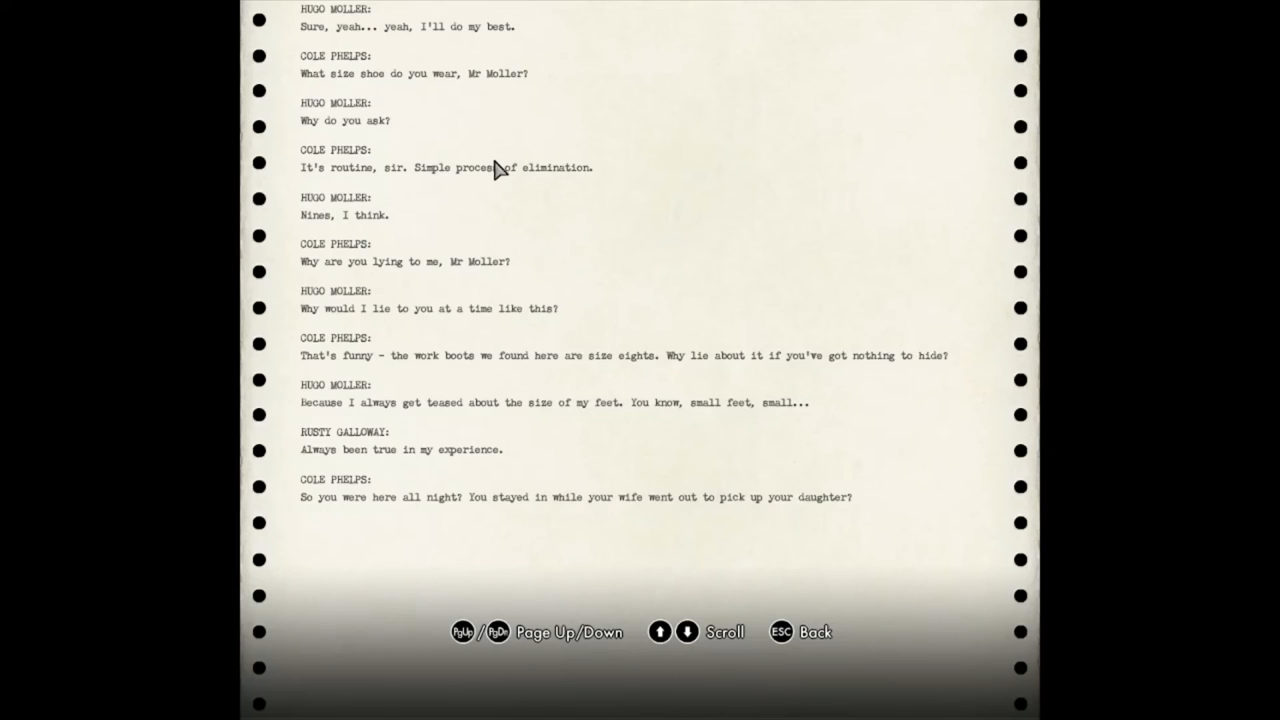 HUGO MOLLER:
Sure, yeah... yeah, I'll do my best.
COLE PHELPS:
What size shoe do you wear, Mr Moller?
HUGO MOLLER:
Why do you ask?
COLE PHELPS:
It's routine, sir. Simple process of elimination.
HUGO MOLLER:
Nines, I think.
COLE PHELPS:
Why are you lying to me, Mr Moller?
HUGO MOLLER:
Why would I lie to you at a time like this?
COLE PHELPS:
That's funny - the work boots we found here are size eights. Why lie about it if you've got nothing to hide?
HUGO MOLLER:
Because I always get teased about the size of my feet. You know, small feet, small...
RUSTY GALLOWAY:
Always been true in my experience.
COLE PHELPS:
So you were here all night? You stayed in while your wife went out to pick up your daughter?
PgUp / PgDn Page Up/Down Scroll ESC Back